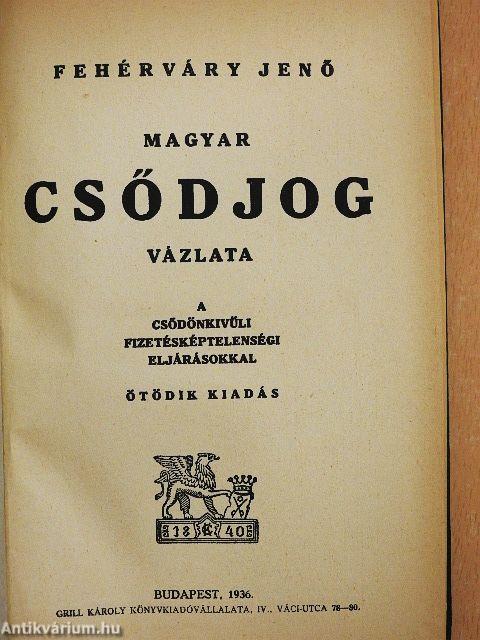 FEHÉRVÁRY JENŐ
MAGYAR
CSŐDJOG
VÁZLATA
A
CSŐDÖNKIVÜLI
FIZETÉSKÉPTELENSÉGI
ELJÁRÁSOKKAL
ÖTÖDIK KIADÁS
18 40
BUDAPEST, 1936.
GRILL KÁROLY KÖNYVKIADÓVÁLLALATA, IV., VÁCI-UTCA 78—80.
Antikvárium.hu